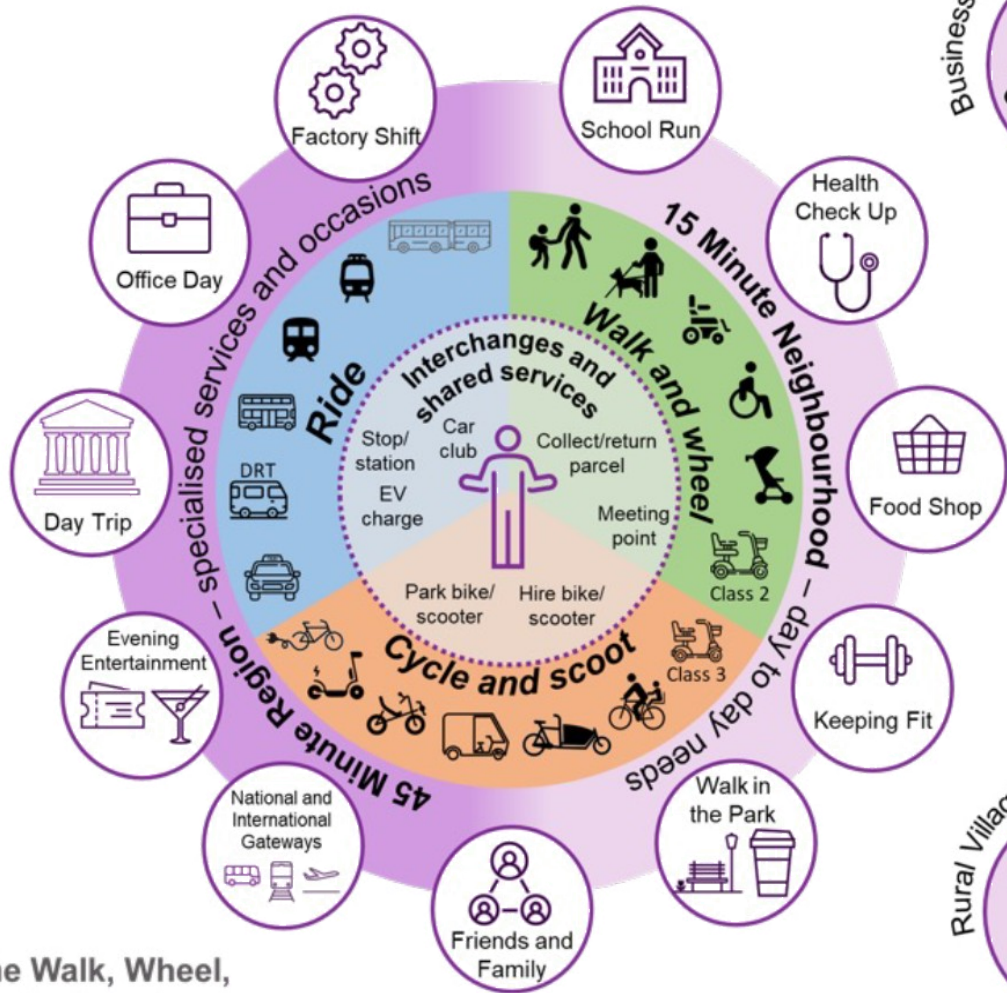 Factory Shift
School Run
Business
Health
Check Up
Office Day
45 Minute Region – specialised services and occasions
15 Minute Neighbourhood – day to day needs
Ride
Walk and wheel
Interchanges and
shared services
Car
club
Stop/
station
EV
charge
Collect/return
parcel
Meeting
point
Park bike/
scooter
Hire bike/
scooter
DRT
Class 2
Class 3
Cycle and scoot
Day Trip
Food Shop
Evening
Entertainment
Keeping Fit
National and
International
Gateways
Walk in
the Park
Friends and
Family
Rural Villag
ne Walk, Wheel,